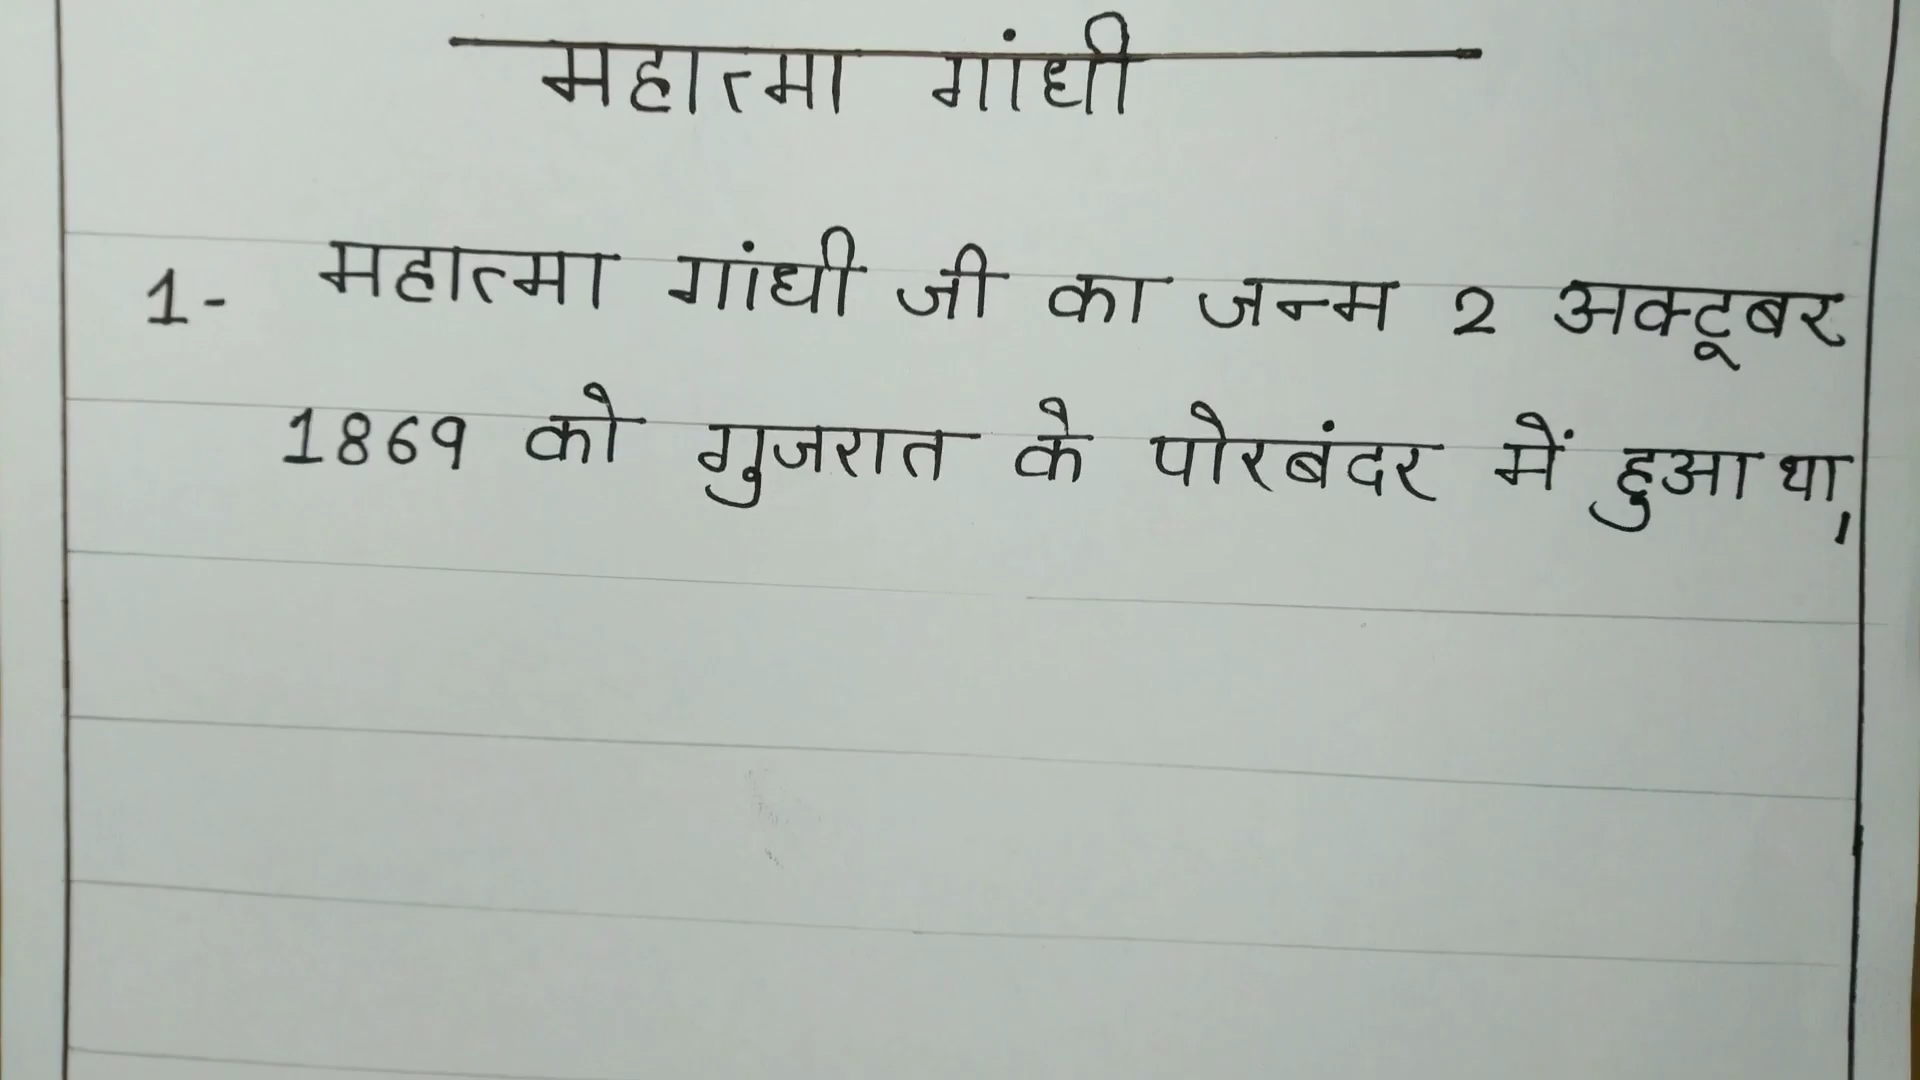 महात्मा गांधी
1- महात्मा गांधी जी का जन्म 2 अक्टूबर
1869 को गुजरात के पोरबंदर में हुआ था,